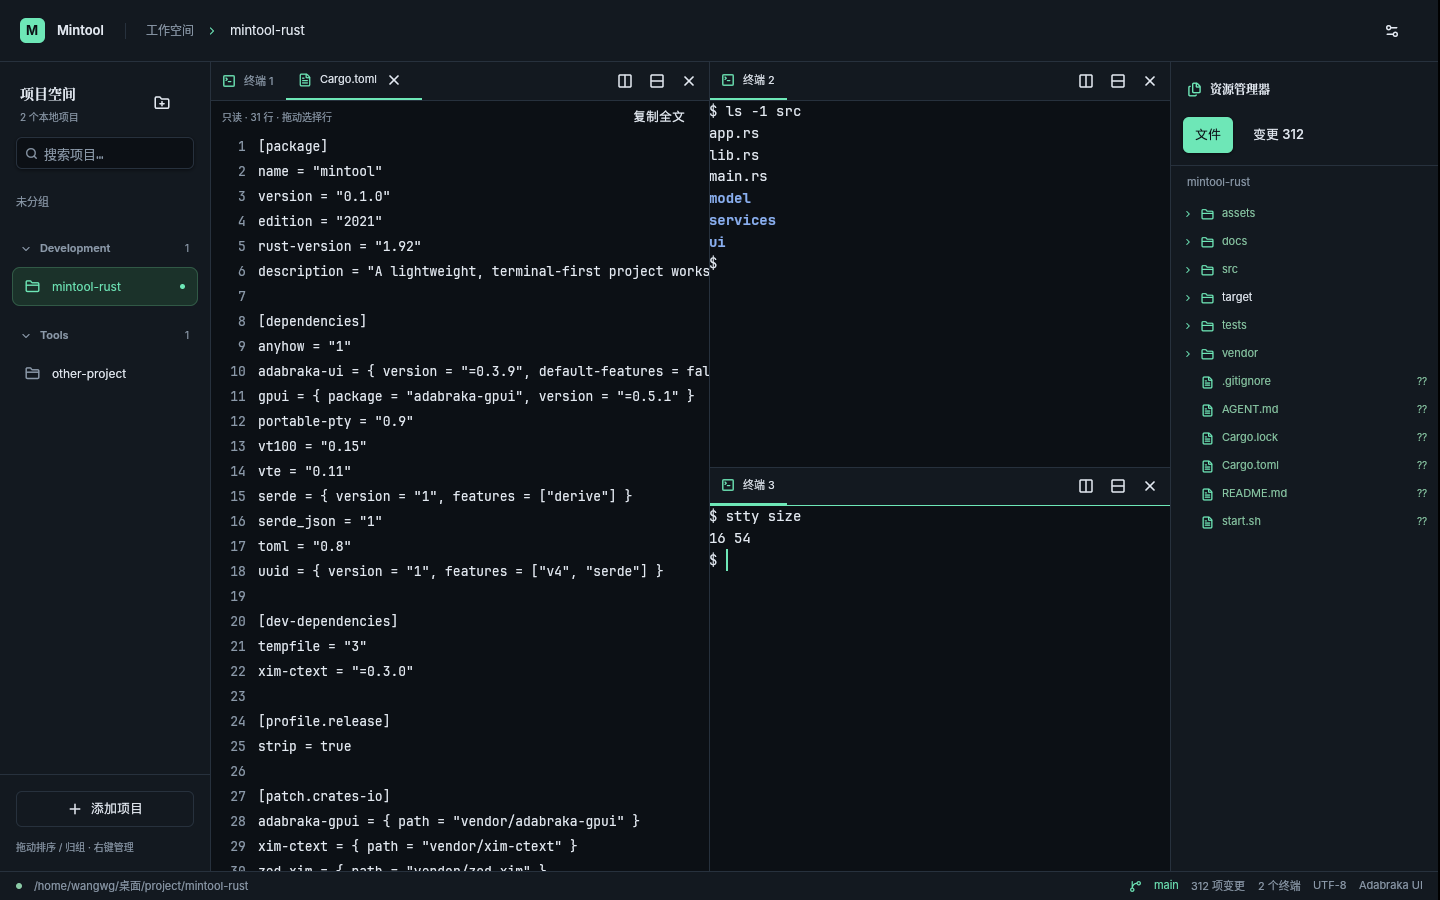 M Mintool 工作空间 › mintool-rust
项目空间
2 个本地项目
搜索项目...
未分组
Development 1
mintool-rust
Tools 1
other-project
添加项目
拖动排序 / 归组 · 右键管理
终端 1 Cargo.toml
只读 · 31 行 · 拖动选择行 复制全文
1 [package]
2 name = "mintool"
3 version = "0.1.0"
4 edition = "2021"
5 rust-version = "1.92"
6 description = "A lightweight, terminal-first project works
7
8 [dependencies]
9 anyhow = "1"
10 adabraka-ui = { version = "=0.3.9", default-features = fal
11 gpui = { package = "adabraka-gpui", version = "=0.5.1" }
12 portable-pty = "0.9"
13 vt100 = "0.15"
14 vte = "0.11"
15 serde = { version = "1", features = ["derive"] }
16 serde_json = "1"
17 toml = "0.8"
18 uuid = { version = "1", features = ["v4", "serde"] }
19
20 [dev-dependencies]
21 tempfile = "3"
22 xim-ctext = "=0.3.0"
23
24 [profile.release]
25 strip = true
26
27 [patch.crates-io]
28 adabraka-gpui = { path = "vendor/adabraka-gpui" }
29 xim-ctext = { path = "vendor/xim-ctext" }
30 zed-xim = { path = "vendor/zed-xim" }
终端 2
$ ls -1 src
app.rs
lib.rs
main.rs
model
services
ui
$
终端 3
$ stty size
16 54
$
资源管理器
文件 变更 312
mintool-rust
assets
docs
src
target
tests
vendor
.gitignore ??
AGENT.md ??
Cargo.lock ??
Cargo.toml ??
README.md ??
start.sh ??
/home/wangwg/桌面/project/mintool-rust main 312 项变更 2 个终端 UTF-8 Adabraka UI